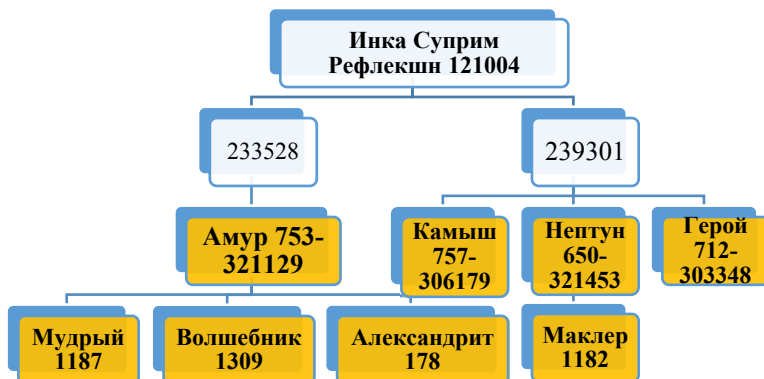 Инка Суприм
Рефлекшн 121004
233528
239301
Амур 753-
321129
Камыш
757-
306179
Нептун
650-
321453
Герой
712-
303348
Мудрый
1187
Волшебник
1309
Александрит
178
Маклер
1182